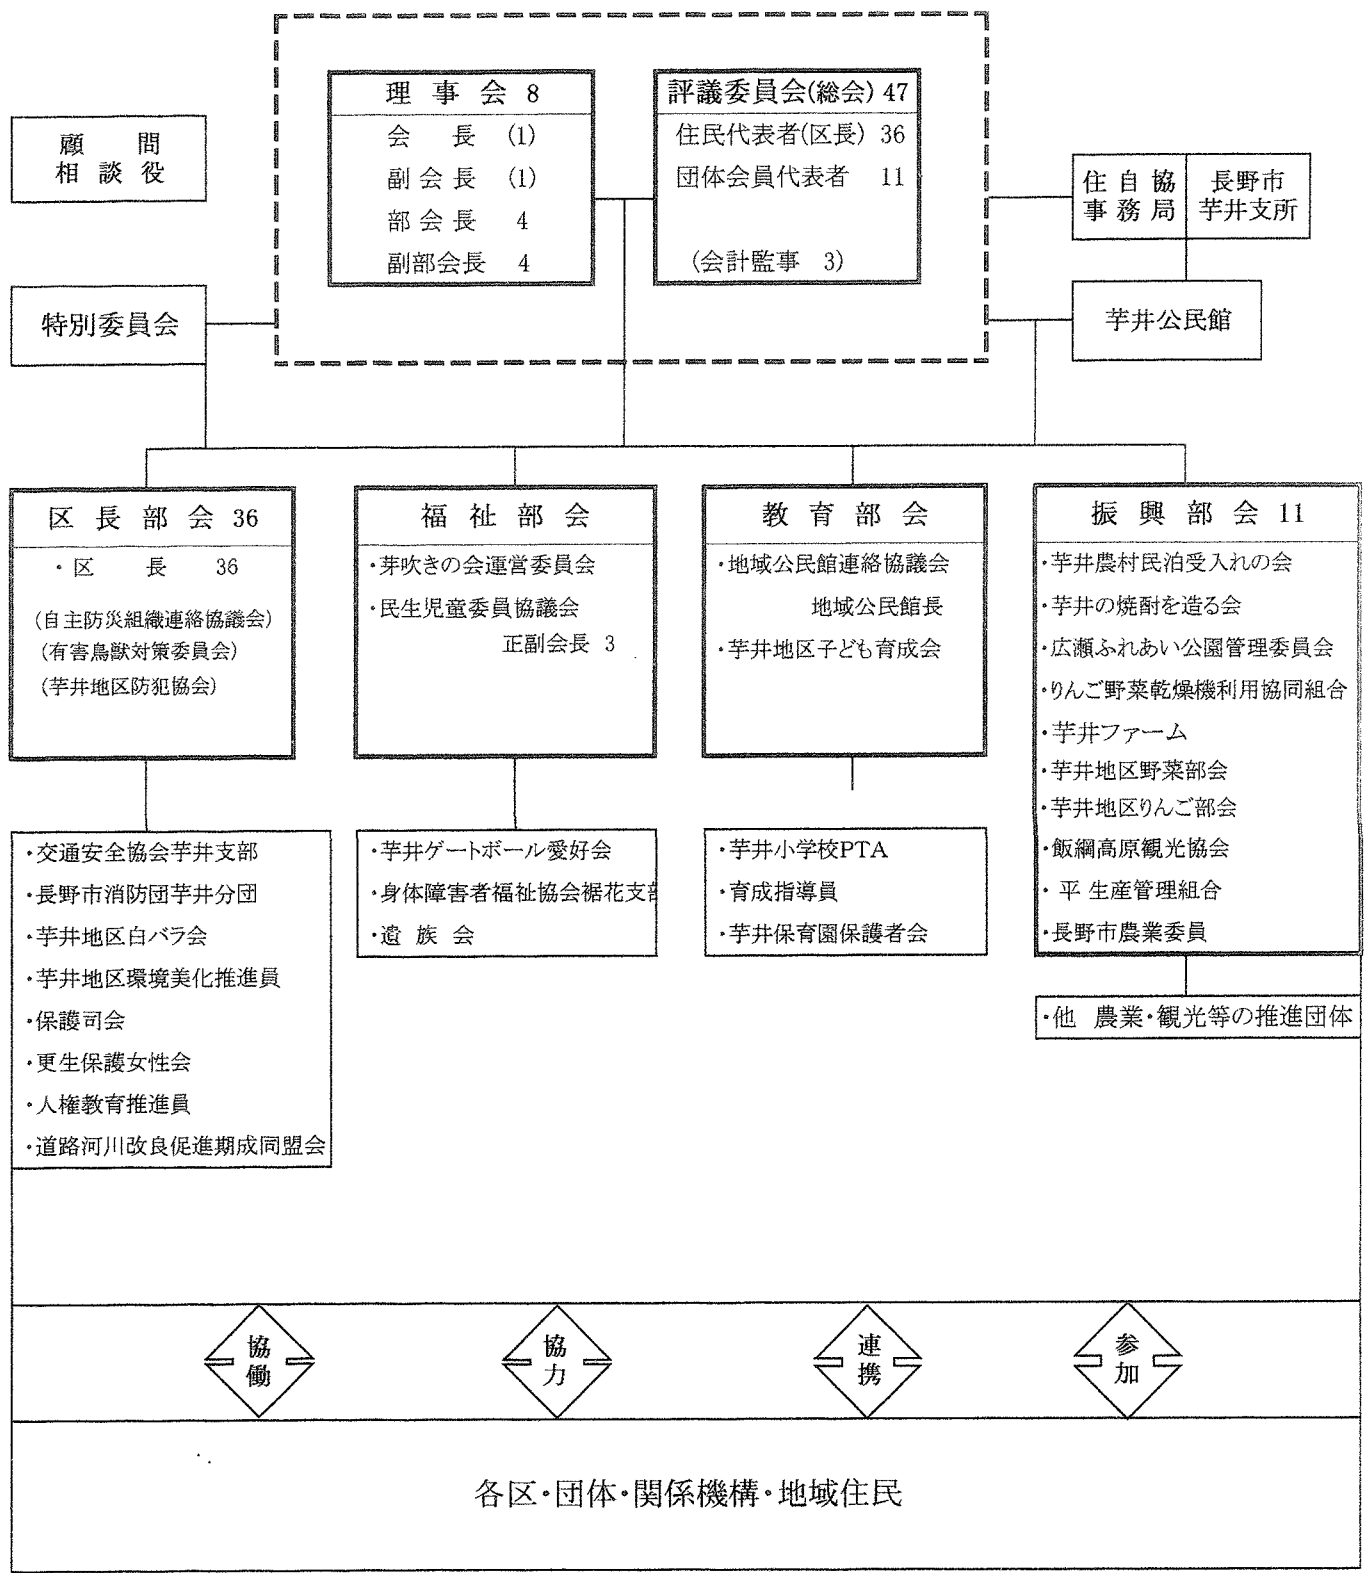 理事会 8
会長 (1)
副会長 (1)
部会長 4
副部会長 4
評議委員会(総会) 47
住民代表者(区長) 36
団体会員代表者 11
(会計監事 3)
顧問
相談役
住自協
事務局
長野市
芋井支所
特別委員会
芋井公民館
区長部会 36
・区長 36
(自主防災組織連絡協議会)
(有害鳥獣対策委員会)
(芋井地区防犯協会)
福祉部会
・芽吹きの会運営委員会
・民生児童委員協議会
正副会長 3
教育部会
・地域公民館連絡協議会
地域公民館長
・芋井地区子ども育成会
振興部会 11
・芋井農村民泊受入れの会
・芋井の焼酎を造る会
・広瀬ふれあい公園管理委員会
・りんご野菜乾燥機利用協同組合
・芋井ファーム
・芋井地区野菜部会
・芋井地区りんご部会
・飯綱高原観光協会
・平 生産管理組合
・長野市農業委員
・交通安全協会芋井支部
・長野市消防団芋井分団
・芋井地区白バラ会
・芋井地区環境美化推進員
・保護司会
・更生保護女性会
・人権教育推進員
・道路河川改良促進期成同盟会
・芋井ゲートボール愛好会
・身体障害者福祉協会裾花支部
・遺族会
・芋井小学校PTA
・育成指導員
・芋井保育園保護者会
・他 農業・観光等の推進団体
協働
協力
連携
参加
各区・団体・関係機構・地域住民